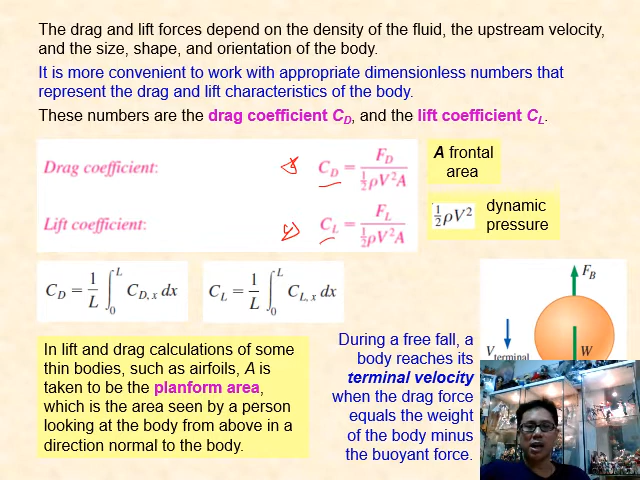 The drag and lift forces depend on the density of the fluid, the upstream velocity,
and the size, shape, and orientation of the body.
It is more convenient to work with appropriate dimensionless numbers that
represent the drag and lift characteristics of the body.
These numbers are the drag coefficient C_D, and the lift coefficient C_L.
Drag coefficient: C_D = F_D / (½ρV²A)
A frontal
area
Lift coefficient: C_L = F_L / (½ρV²A)
½ρV² dynamic
pressure
C_D = 1/L ∫₀ᴸ C_{D,x} dx
C_L = 1/L ∫₀ᴸ C_{L,x} dx
F_B
V_terminal
W
In lift and drag calculations of some
thin bodies, such as airfoils, A is
taken to be the planform area,
which is the area seen by a person
looking at the body from above in a
direction normal to the body.
During a free fall, a
body reaches its
terminal velocity
when the drag force
equals the weight
of the body minus
the buoyant force.